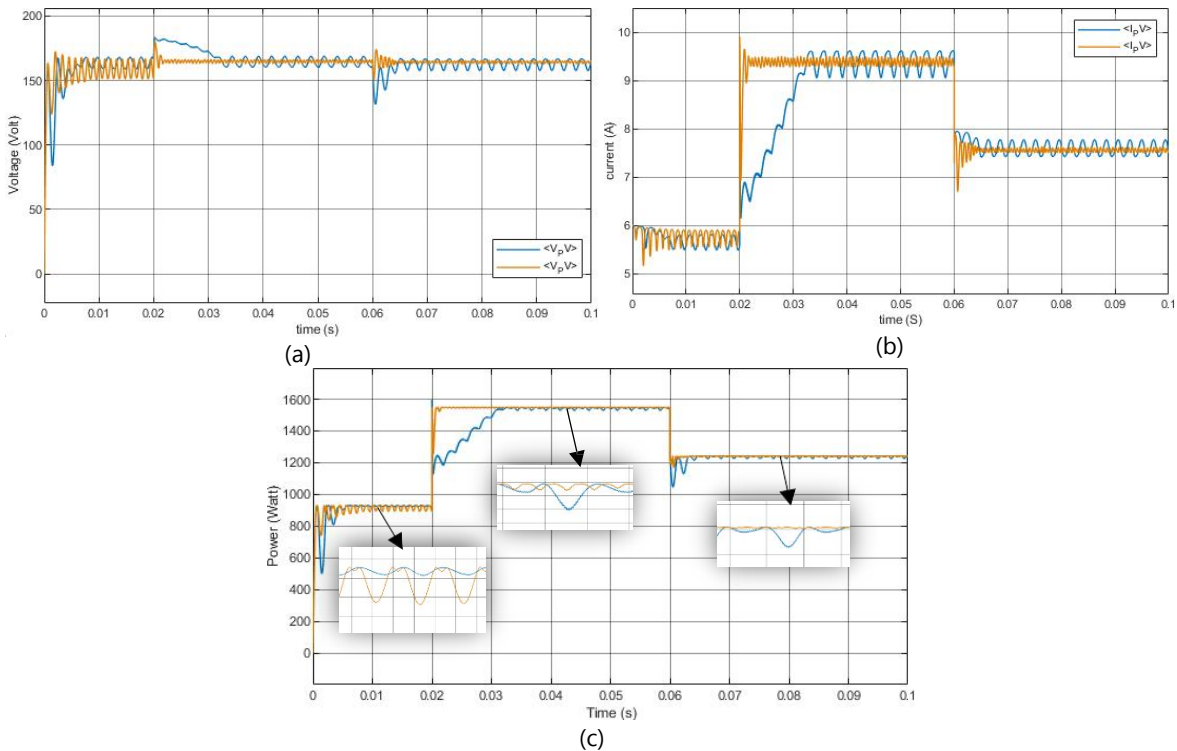 200
150
100
50
0
Voltage (Volt)
<V_PV>
<V_PV>
0 0.01 0.02 0.03 0.04 0.05 0.06 0.07 0.08 0.09 0.1
time (s)
(a)
10
9
8
7
6
5
current (A)
<I_PV>
<I_PV>
0 0.01 0.02 0.03 0.04 0.05 0.06 0.07 0.08 0.09 0.1
time (S)
(b)
1600
1400
1200
1000
800
600
400
200
0
Power (Watt)
0 0.01 0.02 0.03 0.04 0.05 0.06 0.07 0.08 0.09 0.1
Time (s)
(c)